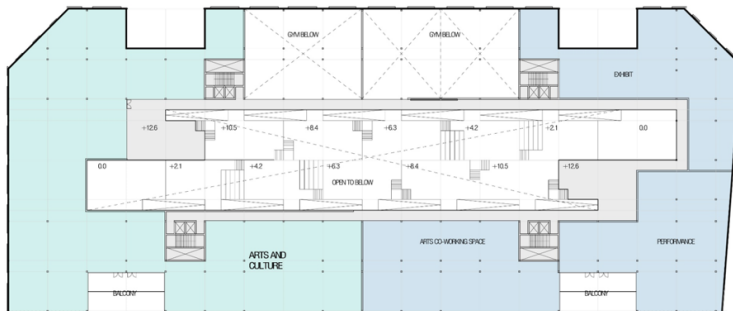 GYM BELOW
GYM BELOW
EXHIBIT
+12.6
+10.5
+8.4
+6.3
+4.2
+2.1
0.0
0.0
+2.1
+4.2
+6.3
+8.4
+10.5
+12.6
OPEN TO BELOW
ARTS AND
CULTURE
ARTS CO-WORKING SPACE
PERFORMANCE
BALCONY
BALCONY